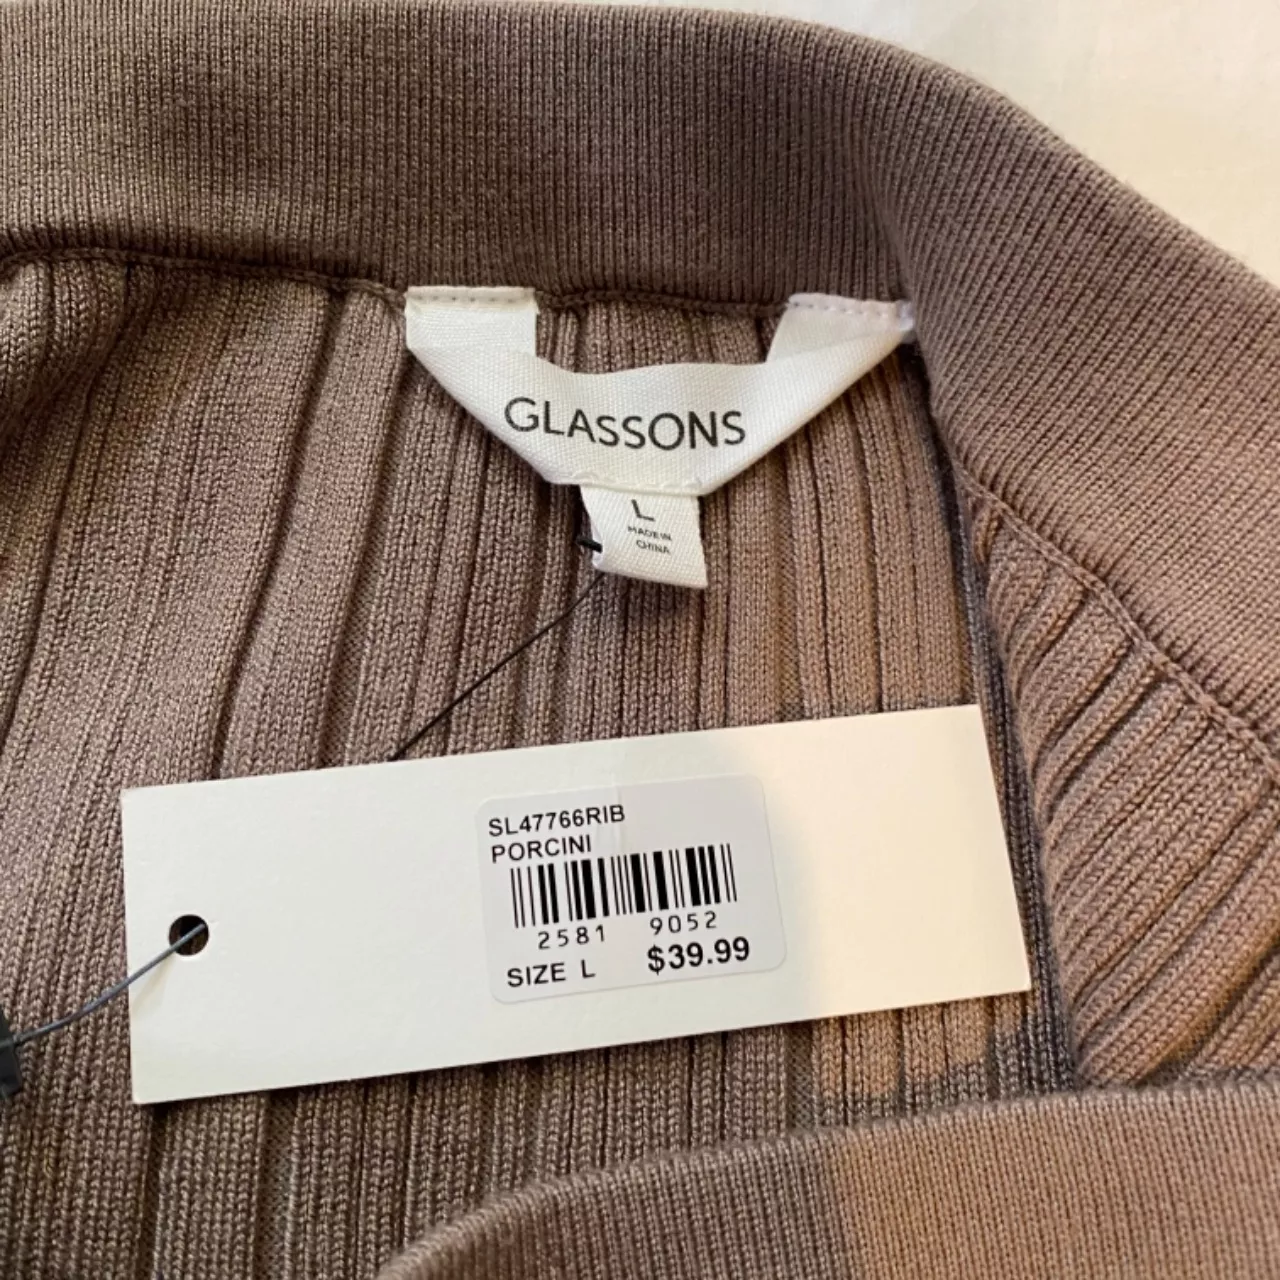 GLASSONS
L
MADE IN
CHINA
SL47766RIB
PORCINI
2581 9052
SIZE L $39.99